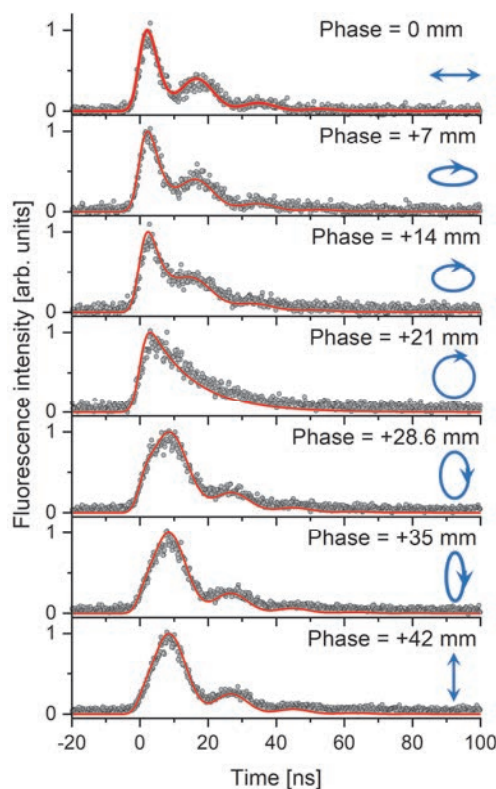 Fluorescence intensity [arb. units]
1
0
Phase = 0 mm
1
0
Phase = +7 mm
1
0
Phase = +14 mm
1
0
Phase = +21 mm
1
0
Phase = +28.6 mm
1
0
Phase = +35 mm
1
0
Phase = +42 mm
-20 0 20 40 60 80 100
Time [ns]